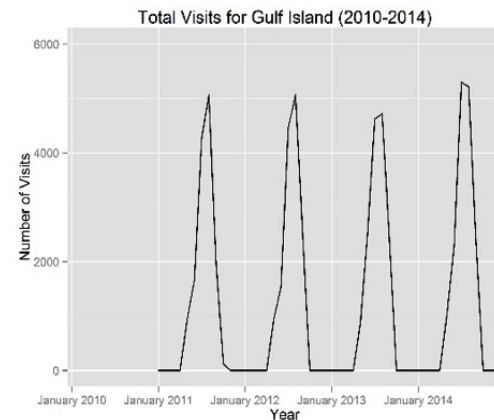 Total Visits for Gulf Island (2010-2014)
6000
4000
2000
0
Number of Visits
January 2010 January 2011 January 2012 January 2013 January 2014
Year